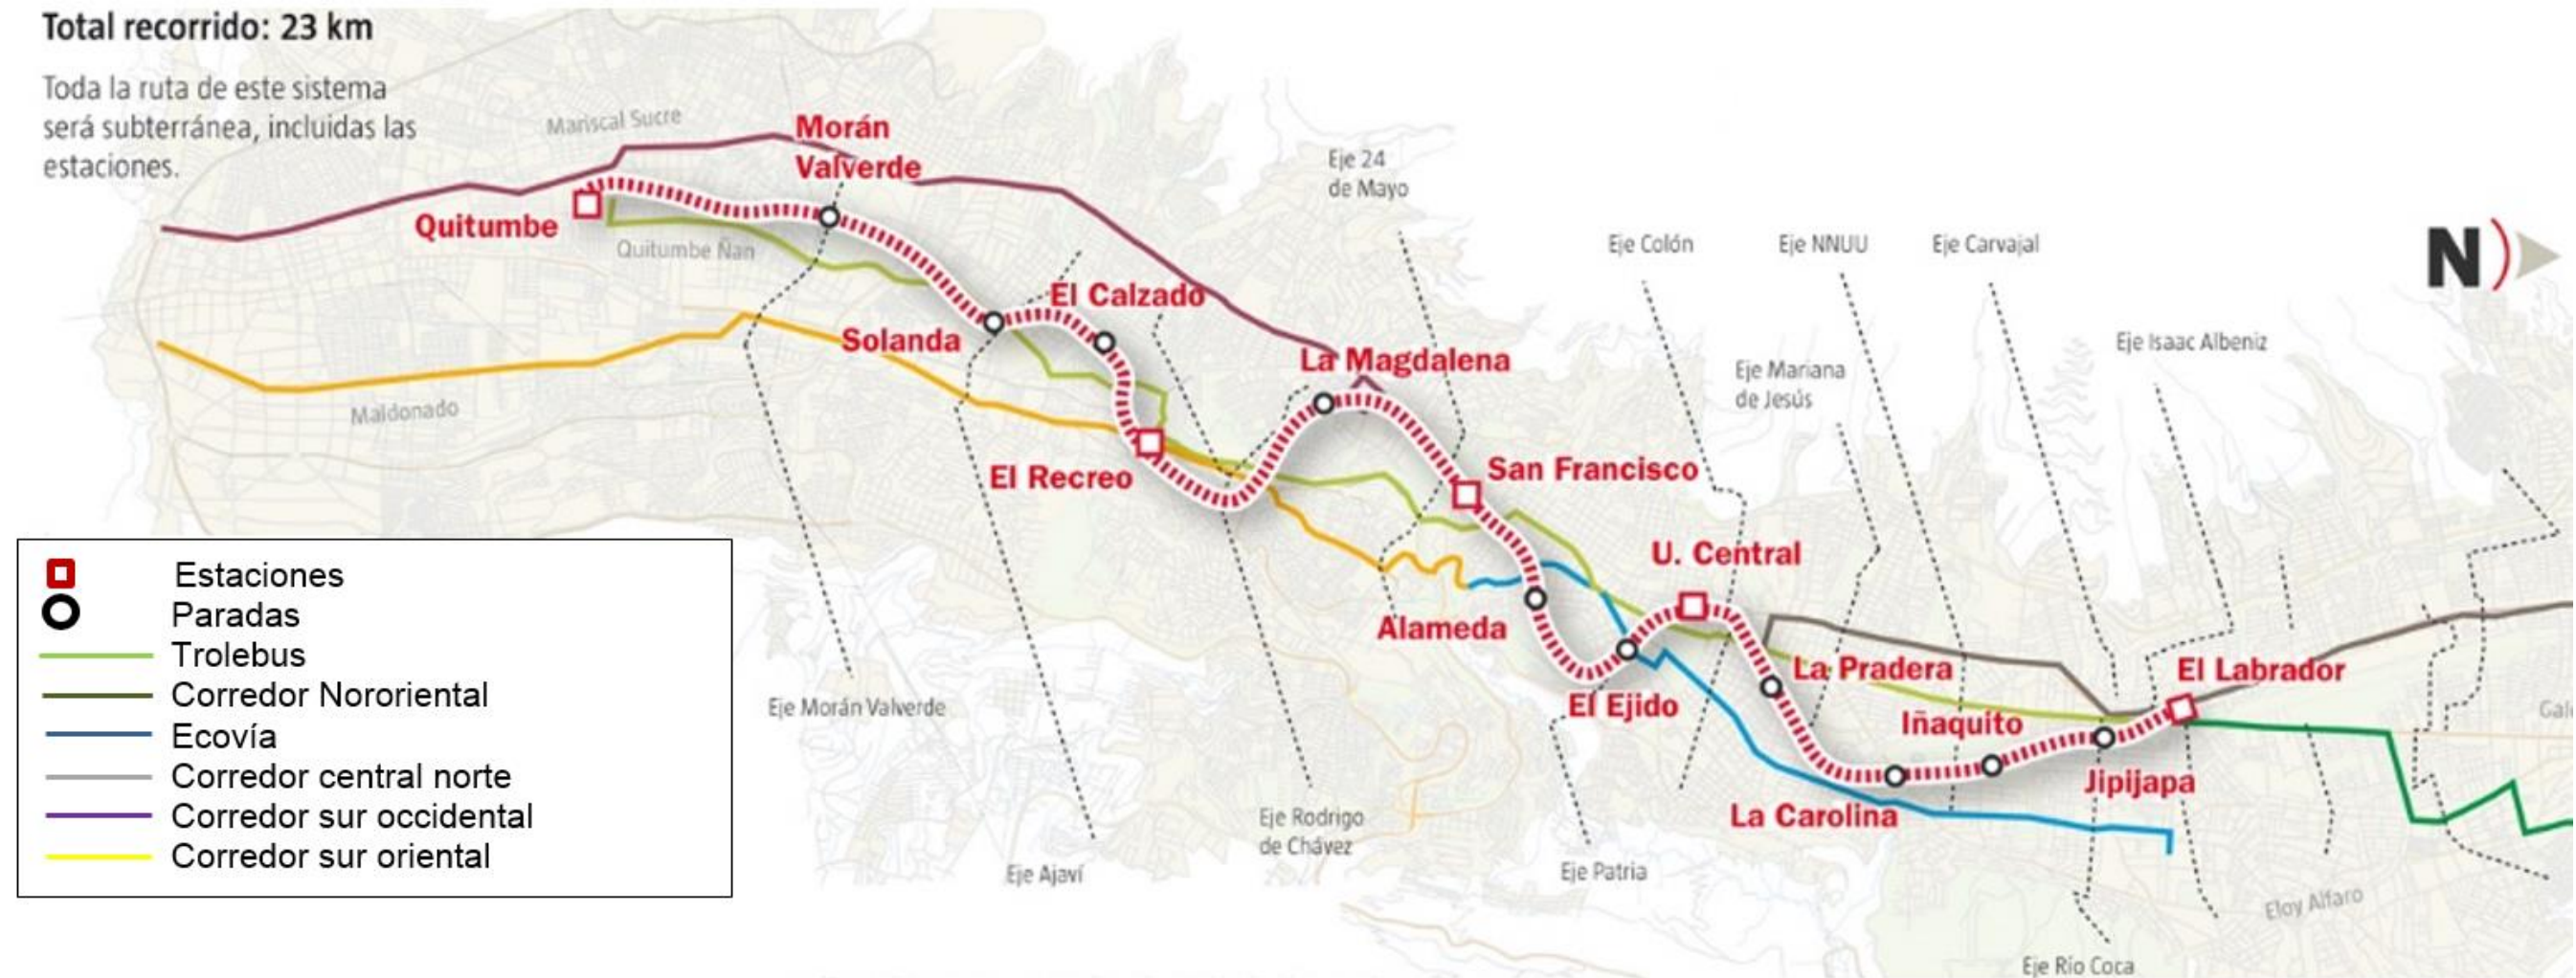 Total recorrido: 23 km
Toda la ruta de este sistema
será subterránea, incluidas las
estaciones.
Mariscal Sucre
Morán
Valverde
Quitumbe
Quitumbe Ñan
Solanda
El Calzado
Maldonado
El Recreo
La Magdalena
Eje 24
de Mayo
San Francisco
Alameda
El Ejido
U. Central
Eje Colón
Eje NNUU
Eje Carvajal
Eje Mariana
de Jesús
Eje Isaac Albeniz
N
La Pradera
Iñaquito
La Carolina
Jipijapa
El Labrador
Eje Morán Valverde
Eje Ajaví
Eje Rodrigo
de Chávez
Eje Patria
Eje Río Coca
Eloy Alfaro
Estaciones
Paradas
Trolebus
Corredor Nororiental
Ecovía
Corredor central norte
Corredor sur occidental
Corredor sur oriental